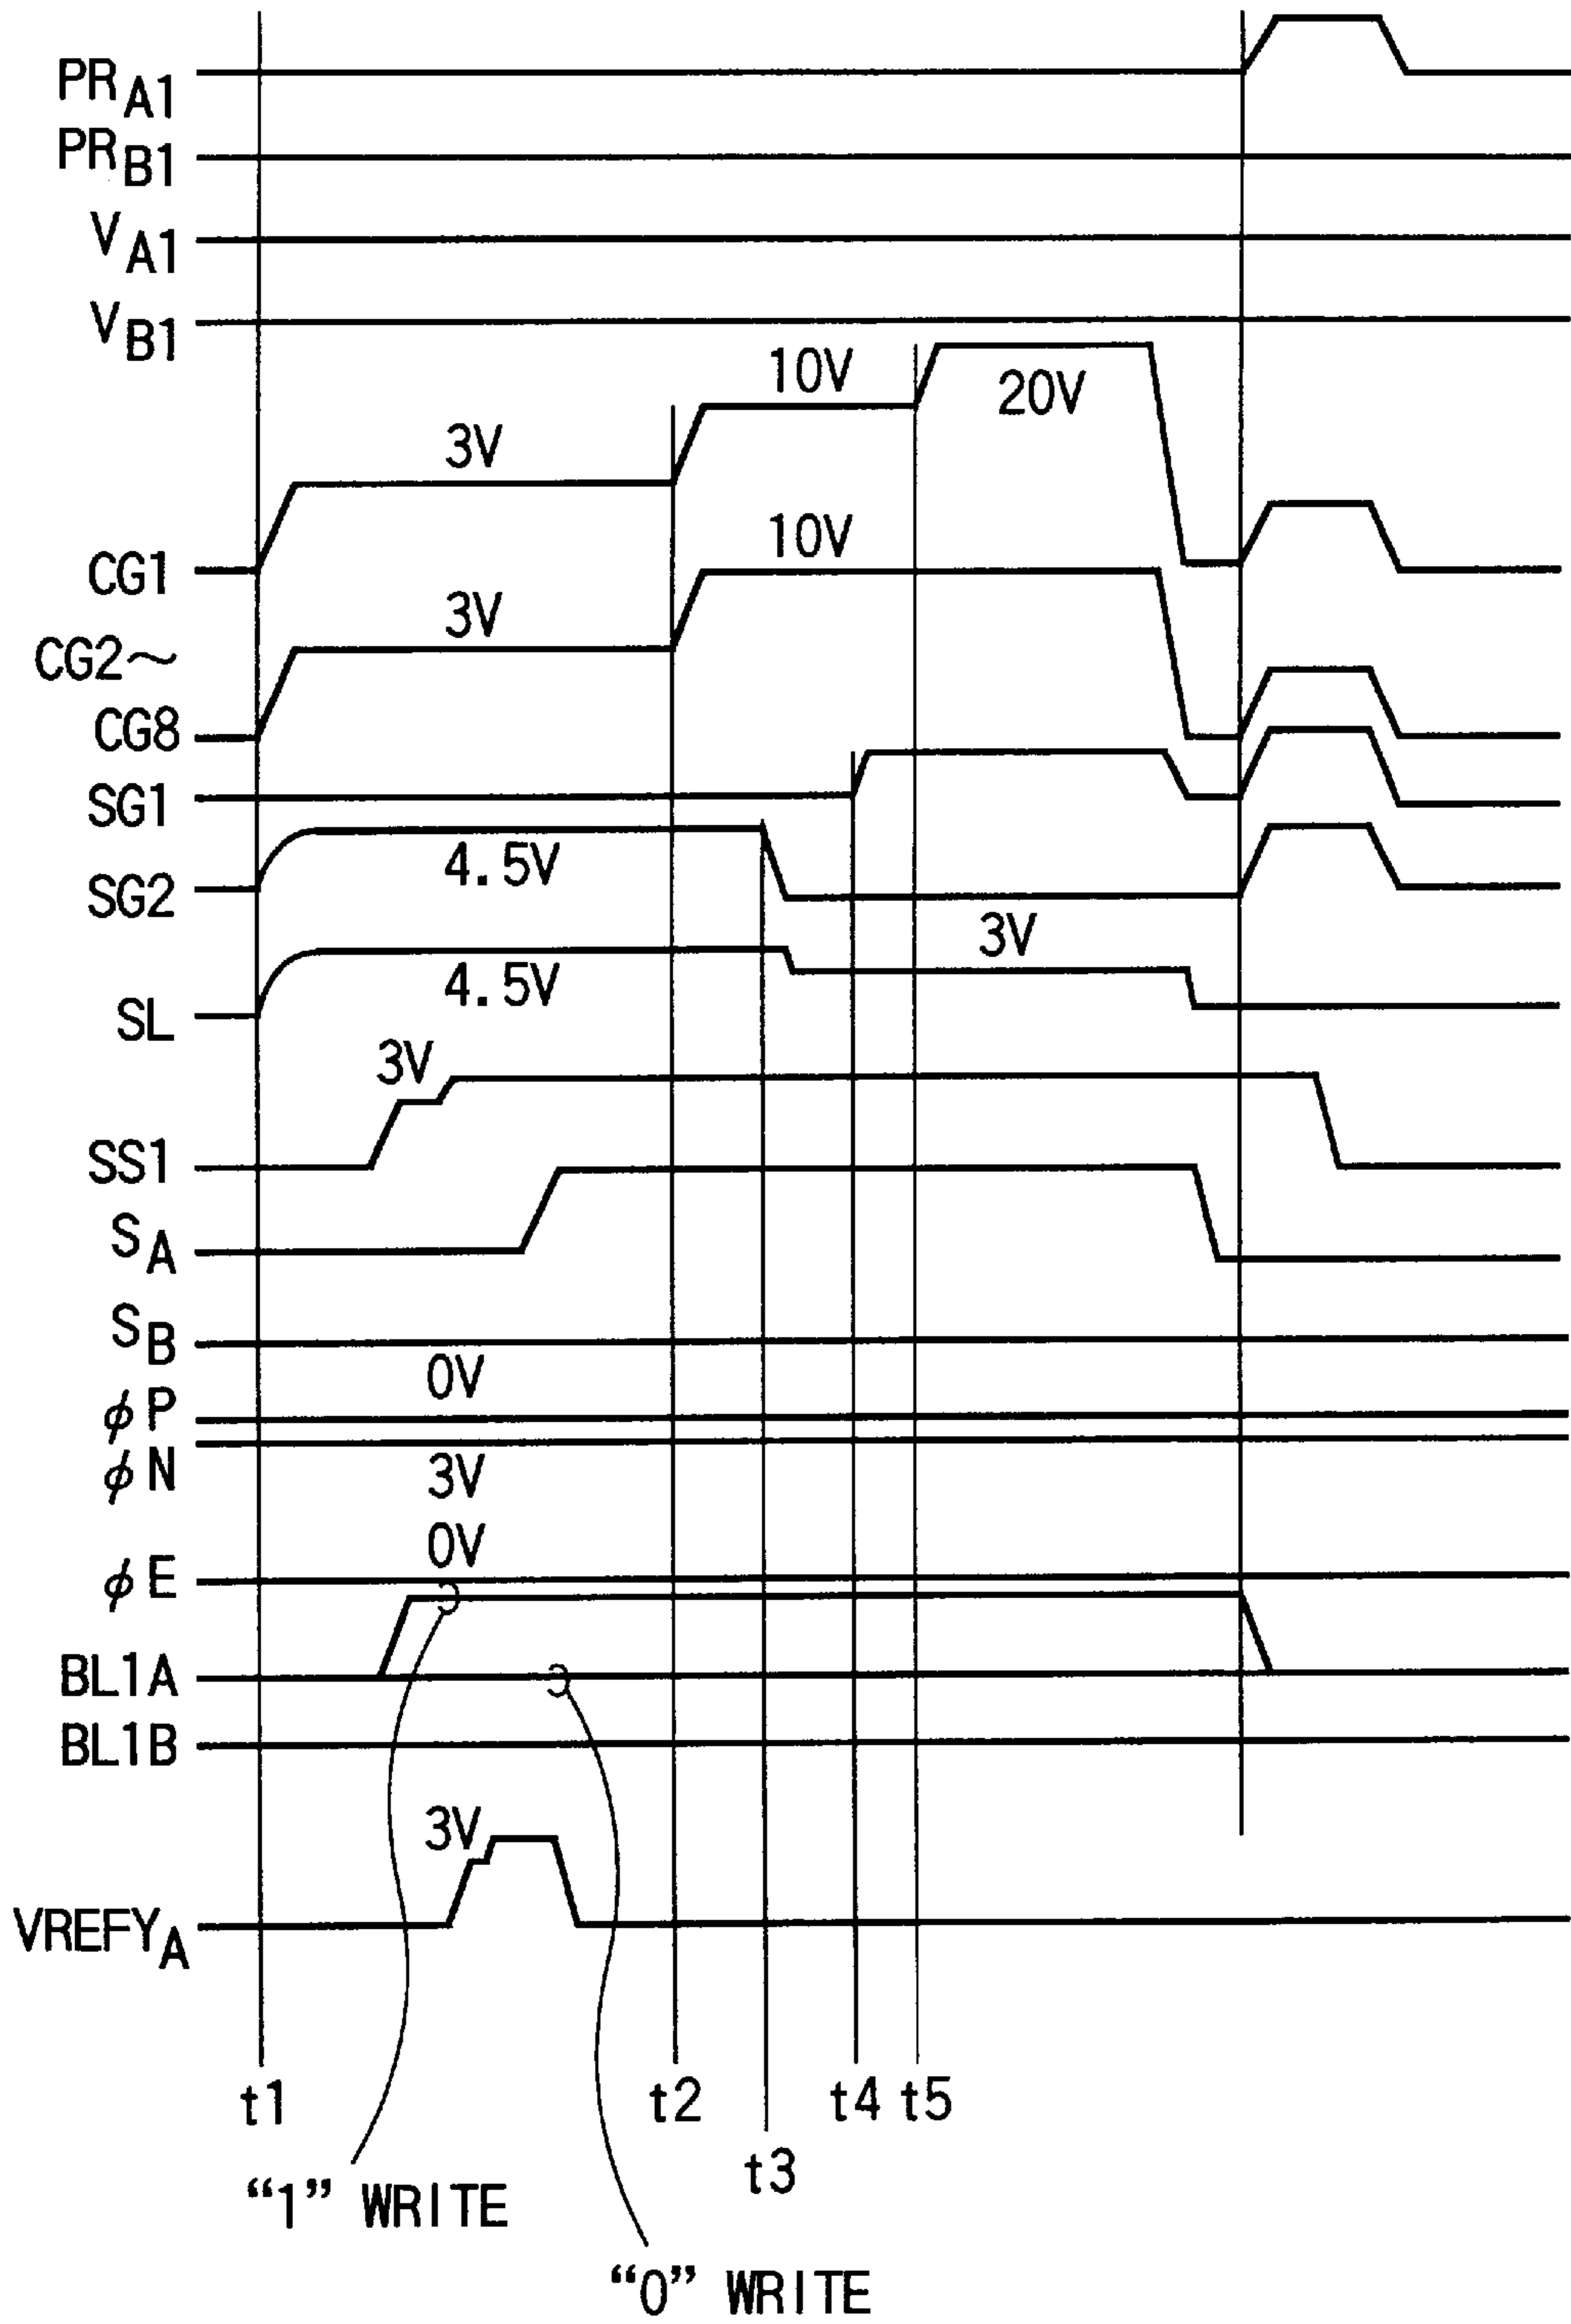 PRA1
PRB1
VA1
VB1
10V
20V
3V
CG1
10V
3V
CG2~
CG8
SG1
4.5V
SG2
3V
4.5V
SL
3V
SS1
SA
SB
0V
φP
φN
3V
0V
φE
BL1A
BL1B
3V
VREFYA
t1
t2
t4
t5
t3
“1” WRITE
“0” WRITE